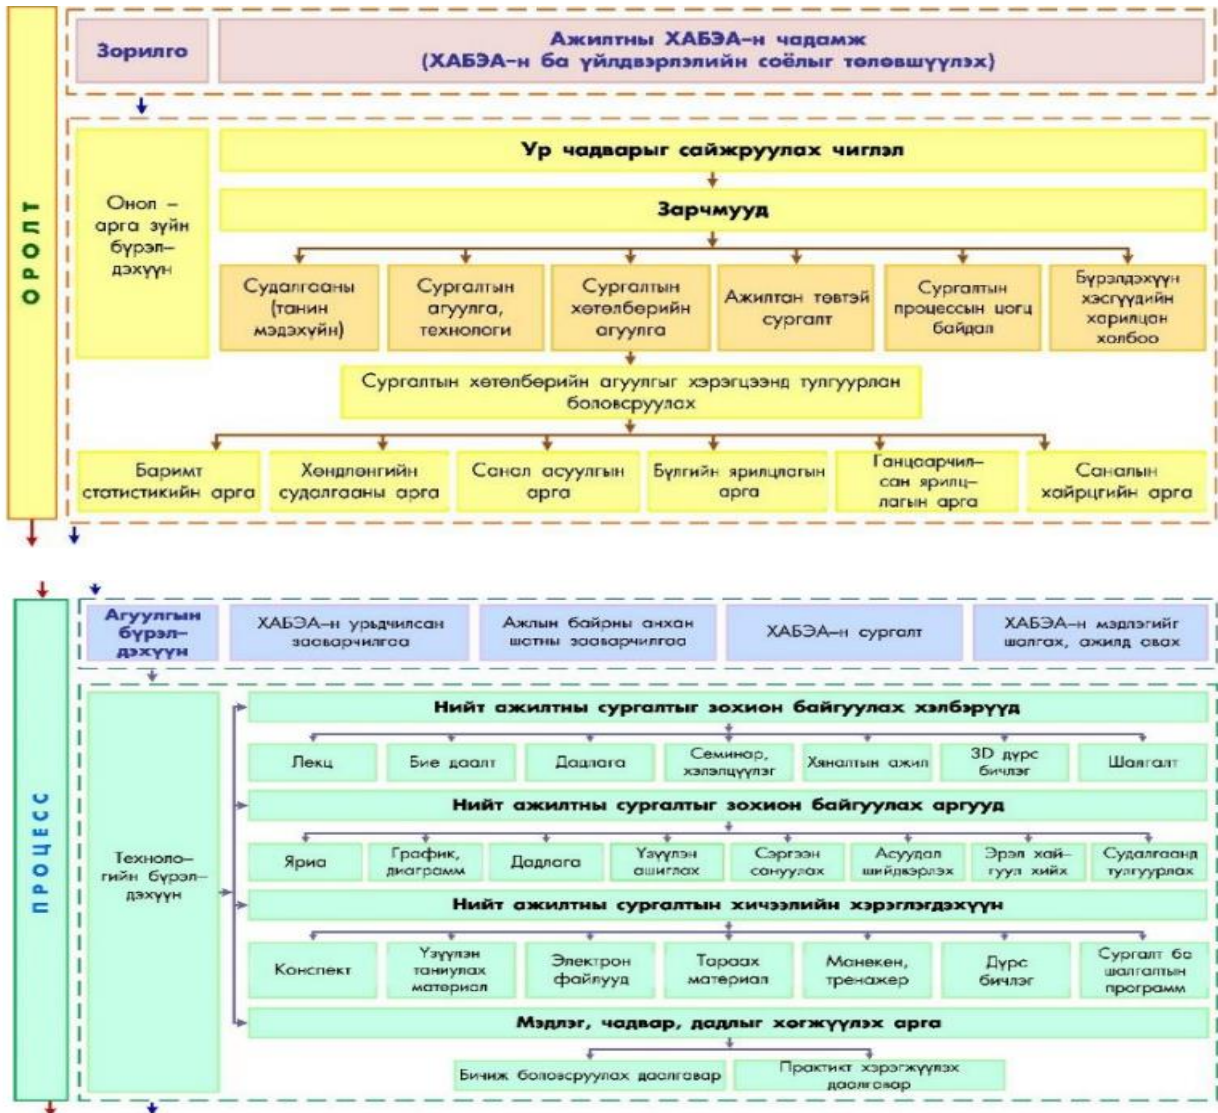 ОРОЛТ
Зорилго
Ажилтны ХАБЭА–н чадамж
(ХАБЭА–н ба үйлдвэрлэлийн соёлыг төлөвшүүлэх)
Онол –
арга зүйн
бүрэл–
дэхүүн
Ур чадварыг сайжруулах чиглэл
Зарчмууд
Судалгааны
(танин
мэдэхүйн)
Сургалтын
агуулга,
технологи
Сургалтын
хөтөлбөрийн
агуулга
Ажилтан төвтэй
сургалт
Сургалтын
процессын цогц
байдал
Бүрэлдэхүүн
хэсгүүдийн
харилцан
холбоо
Сургалтын хөтөлбөрийн агуулгыг хэрэгцээнд тулгуурлан
боловсруулах
Баримт
статистикийн арга
Хөндлөнгийн
судалгааны арга
Санал асуулгын
арга
Бүлгийн ярилцлагын
арга
Ганцаарчил–
сан ярилц–
лагын арга
Саналын
хайрцгийн арга
ПРОЦЕСС
Агуулгын
бүрэл–
дэхүүн
ХАБЭА–н урьдчилсан
зааварчилгаа
Ажлын байрны анхан
шатны зааварчилгаа
ХАБЭА–н сургалт
ХАБЭА–н мэдлэгийг
шалгах, ажилд авах
Техноло–
гийн бүрэл–
дэхүүн
Нийт ажилтны сургалтыг зохион байгуулах хэлбэрүүд
Лекц
Бие даалт
Дадлага
Семинар,
хэлэлцүүлэг
Хяналтын ажил
3D дүрс
бичлэг
Шалгалт
Нийт ажилтны сургалтыг зохион байгуулах аргууд
Яриа
График,
диаграмм
Дадлага
Үзүүлэн
ашиглах
Сэргээн
сануулах
Асуудал
шийдвэрлэх
Эрэл хай–
гуул хийх
Судалгаанд
тулгуурлах
Нийт ажилтны сургалтын хичээлийн хэрэглэгдэхүүн
Конспект
Үзүүлэн
таниулах
материал
Электрон
файлууд
Тараах
материал
Манекен,
тренажер
Дүрс
бичлэг
Сургалт ба
шалгалтын
программ
Мэдлэг, чадвар, дадлыг хөгжүүлэх арга
Бичиж боловсруулах даалгавар
Практикт хэрэгжүүлэх
даалгавар